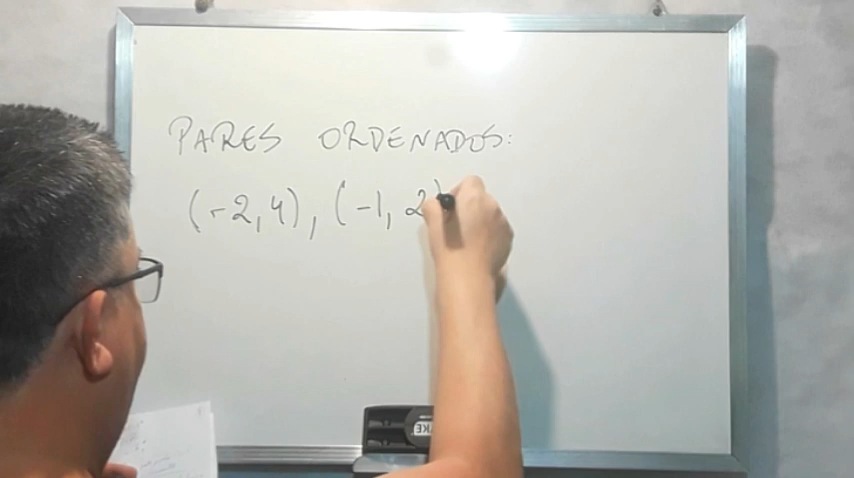 PARES ORDENADOS:
(-2,4), (-1, 2)